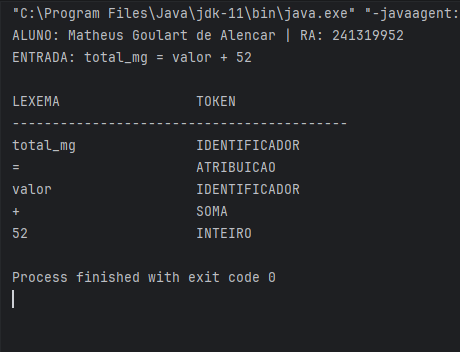 "C:\Program Files\Java\jdk-11\bin\java.exe" "-javaagent:
ALUNO: Matheus Goulart de Alencar | RA: 241319952
ENTRADA: total_mg = valor + 52
LEXEMA TOKEN
------------------------------------------
total_mg IDENTIFICADOR
= ATRIBUICAO
valor IDENTIFICADOR
+ SOMA
52 INTEIRO
Process finished with exit code 0